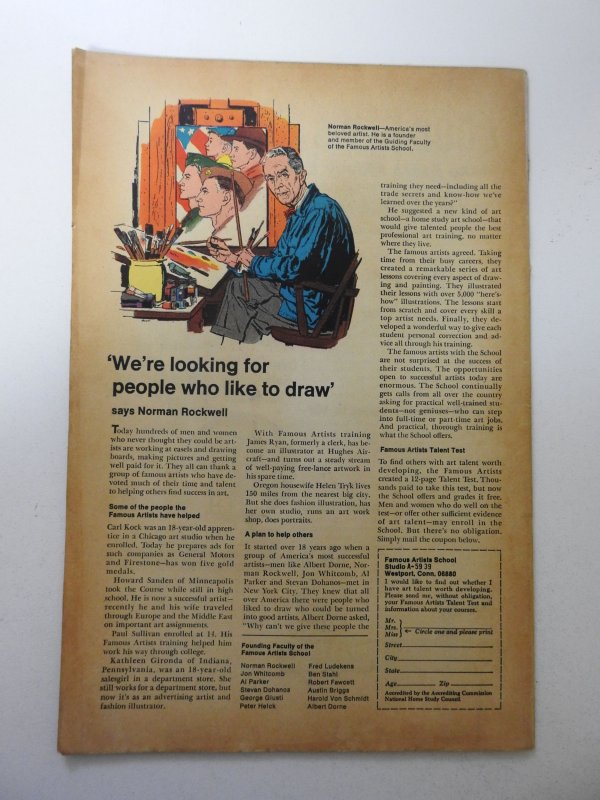 Norman Rockwell—America's most
beloved artist. He is a founder
and member of the Guiding Faculty
of the Famous Artists School.
'We're looking for
people who like to draw'
says Norman Rockwell
Today hundreds of men and women
who never thought they could be art-
ists are working at easels and drawing
boards, making pictures and getting
well paid for it. They all can thank a
group of famous artists who have de-
voted much of their time and talent
to helping others find success in art.
Some of the people the
Famous Artists have helped
Carl Kock was an 18-year-old appren-
tice in a Chicago art studio when he
enrolled. Today he prepares ads for
such companies as General Motors
and Firestone—has won five gold
medals.
Howard Sanden of Minneapolis
took the Course while still in high
school. He is now a successful artist—
recently he and his wife traveled
through Europe and the Middle East
on important art assignments.
Paul Sullivan enrolled at 14. His
Famous Artists training helped him
work his way through college.
Kathleen Gironda of Indiana,
Pennsylvania, was an 18-year-old
salesgirl in a department store. She
still works for a department store, but
now it's as an advertising artist and
fashion illustrator.
With Famous Artists training
James Ryan, formerly a clerk, has be-
come an illustrator at Hughes Air-
craft—and turns out a steady stream
of well-paying free-lance artwork in
his spare time.
Oregon housewife Helen Tryk lives
150 miles from the nearest big city.
But she does fashion illustration, has
her own studio, runs an art work
shop, does portraits.
A plan to help others
It started over 18 years ago when a
group of America's most successful
artists—men like Albert Dorne, Nor-
man Rockwell, Jon Whitcomb, Al
Parker and Stevan Dohanos—met in
New York City. They knew that all
over America there were people who
liked to draw who could be turned
into good artists. Albert Dorne asked,
"Why can't we give these people the
Founding Faculty of the
Famous Artists School
Norman Rockwell
Jon Whitcomb
Al Parker
Stevan Dohanos
George Giusti
Peter Helck
Fred Ludekens
Ben Stahl
Robert Fawcett
Austin Briggs
Harold Von Schmidt
Albert Dorne
training they need—including all the
trade secrets and know-how we've
learned over the years?"
He suggested a new kind of art
school—a home study art school—that
would give talented people the best
professional art training, no matter
where they live.
The famous artists agreed. Taking
time from their busy careers, they
created a remarkable series of art
lessons covering every aspect of draw-
ing and painting. They illustrated
their lessons with over 5,000 "here's-
how" illustrations. The lessons start
from scratch and cover every skill a
top artist needs. Finally, they de-
veloped a wonderful way to give each
student personal correction and ad-
vice all through his training.
The famous artists with the School
are not surprised at the success of
their students. The opportunities
open to successful artists today are
enormous. The School continually
gets calls from all over the country
asking for practical well-trained stu-
dents—not geniuses—who can step
into full-time or part-time art jobs.
And practical, thorough training is
what the School offers.
Famous Artists Talent Test
To find others with art talent worth
developing, the Famous Artists
created a 12-page Talent Test. Thou-
sands paid to take this test, but now
the School offers and grades it free.
Men and women who do well on the
test—or offer other sufficient evidence
of art talent—may enroll in the
School. But there's no obligation.
Simply mail the coupon below.
Famous Artists School
Studio A-59 39
Westport, Conn. 06880
I would like to find out whether I
have art talent worth developing.
Please send me, without obligation,
your Famous Artists Talent Test and
information about your courses.
Mr.
Mrs.
Miss
← Circle one and please print
Street
City
State
Age Zip
Accredited by the Accrediting Commission
National Home Study Council.